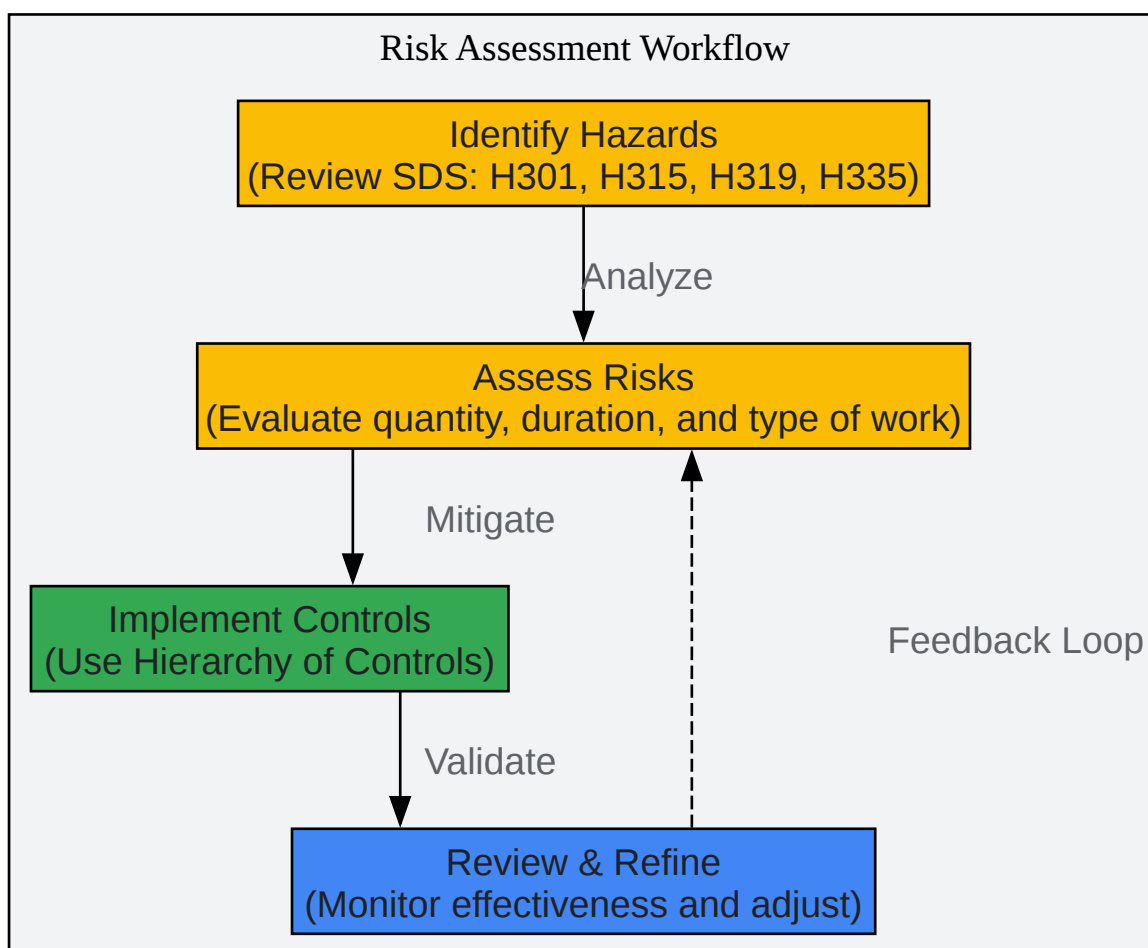 Risk Assessment Workflow
Identify Hazards
(Review SDS: H301, H315, H319, H335)
Analyze
Assess Risks
(Evaluate quantity, duration, and type of work)
Mitigate
Implement Controls
(Use Hierarchy of Controls)
Feedback Loop
Validate
Review & Refine
(Monitor effectiveness and adjust)